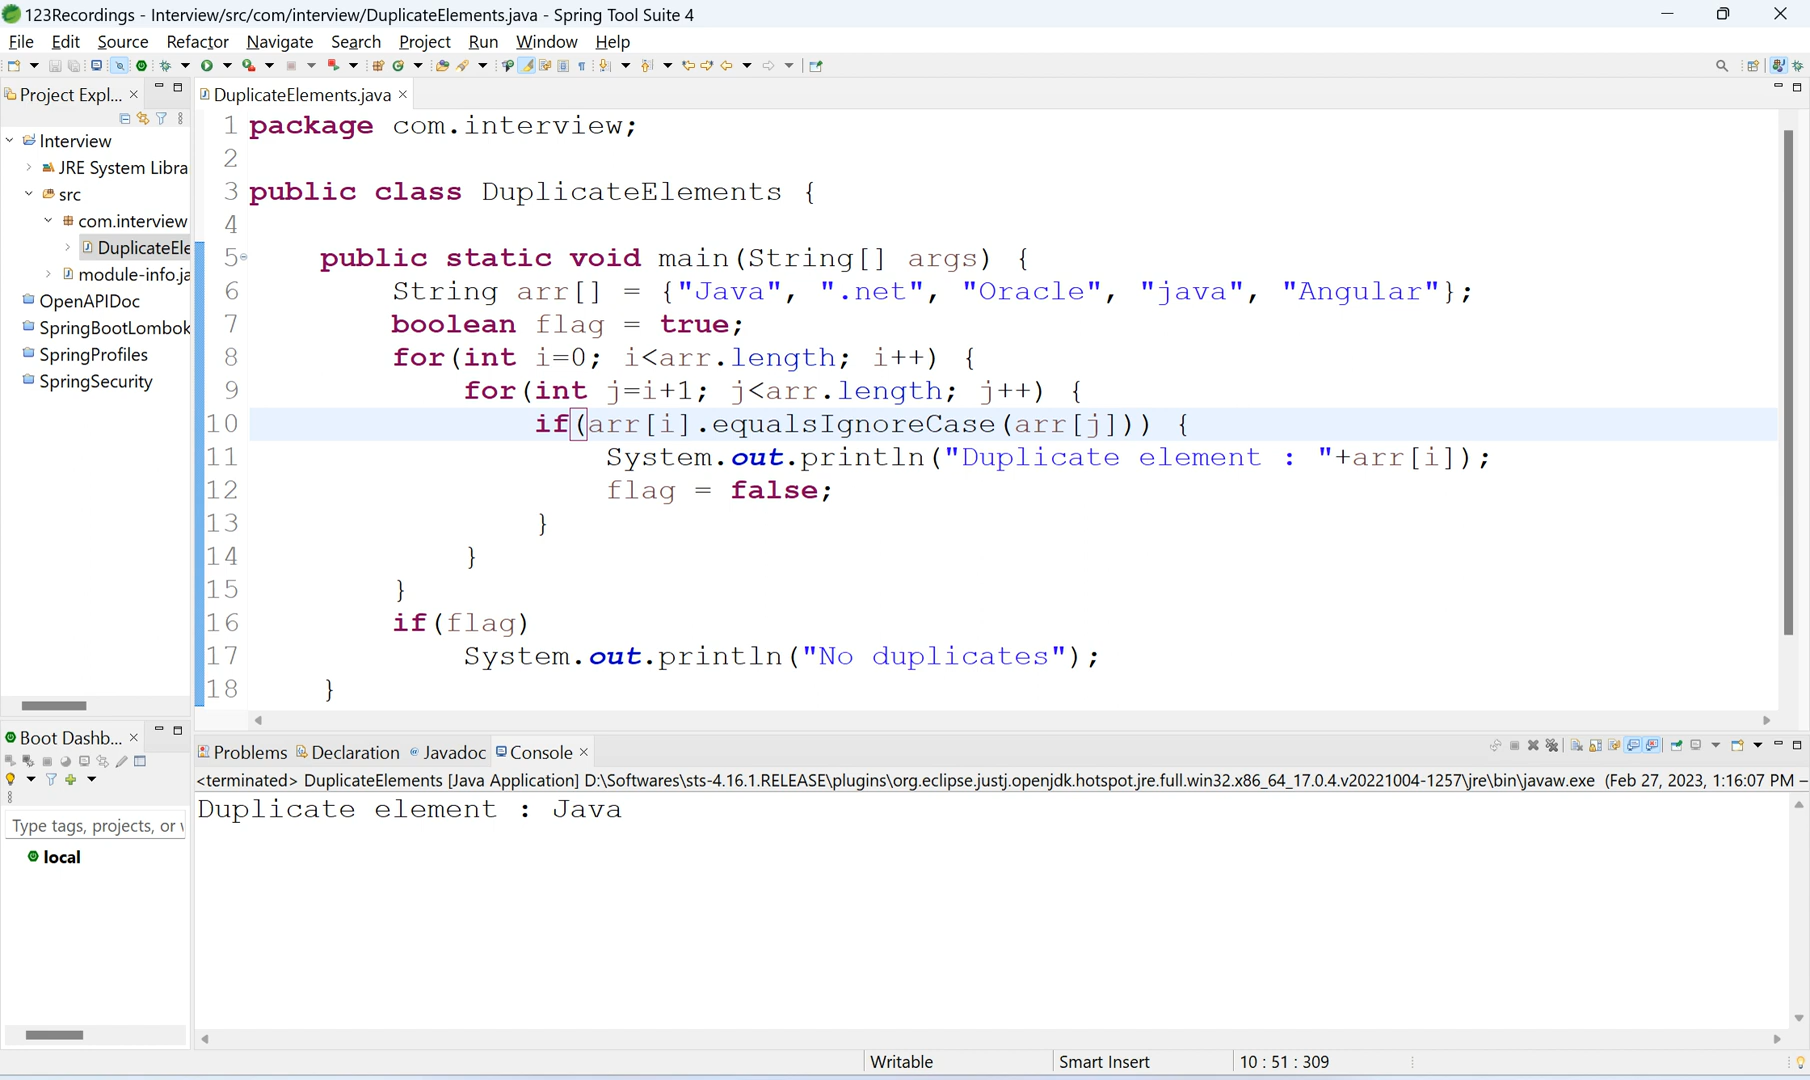 123Recordings - Interview/src/com/interview/DuplicateElements.java - Spring Tool Suite 4
File Edit Source Refactor Navigate Search Project Run Window Help
Project Expl...
DuplicateElements.java
Interview
JRE System Libra
src
com.interview
DuplicateEle
module-info.ja
OpenAPIDoc
SpringBootLombok
SpringProfiles
SpringSecurity
1 package com.interview;
2
3 public class DuplicateElements {
4
5 public static void main(String[] args) {
6 String arr[] = {"Java", ".net", "Oracle", "java", "Angular"};
7 boolean flag = true;
8 for(int i=0; i<arr.length; i++) {
9 for(int j=i+1; j<arr.length; j++) {
10 if(arr[i].equalsIgnoreCase(arr[j])) {
11 System.out.println("Duplicate element : "+arr[i]);
12 flag = false;
13 }
14 }
15 }
16 if(flag)
17 System.out.println("No duplicates");
18 }
Boot Dashb...
Type tags, projects, or
local
Problems Declaration Javadoc Console
<terminated> DuplicateElements [Java Application] D:\Softwares\sts-4.16.1.RELEASE\plugins\org.eclipse.justj.openjdk.hotspot.jre.full.win32.x86_64_17.0.4.v20221004-1257\jre\bin\javaw.exe (Feb 27, 2023, 1:16:07 PM –
Duplicate element : Java
Writable Smart Insert 10 : 51 : 309